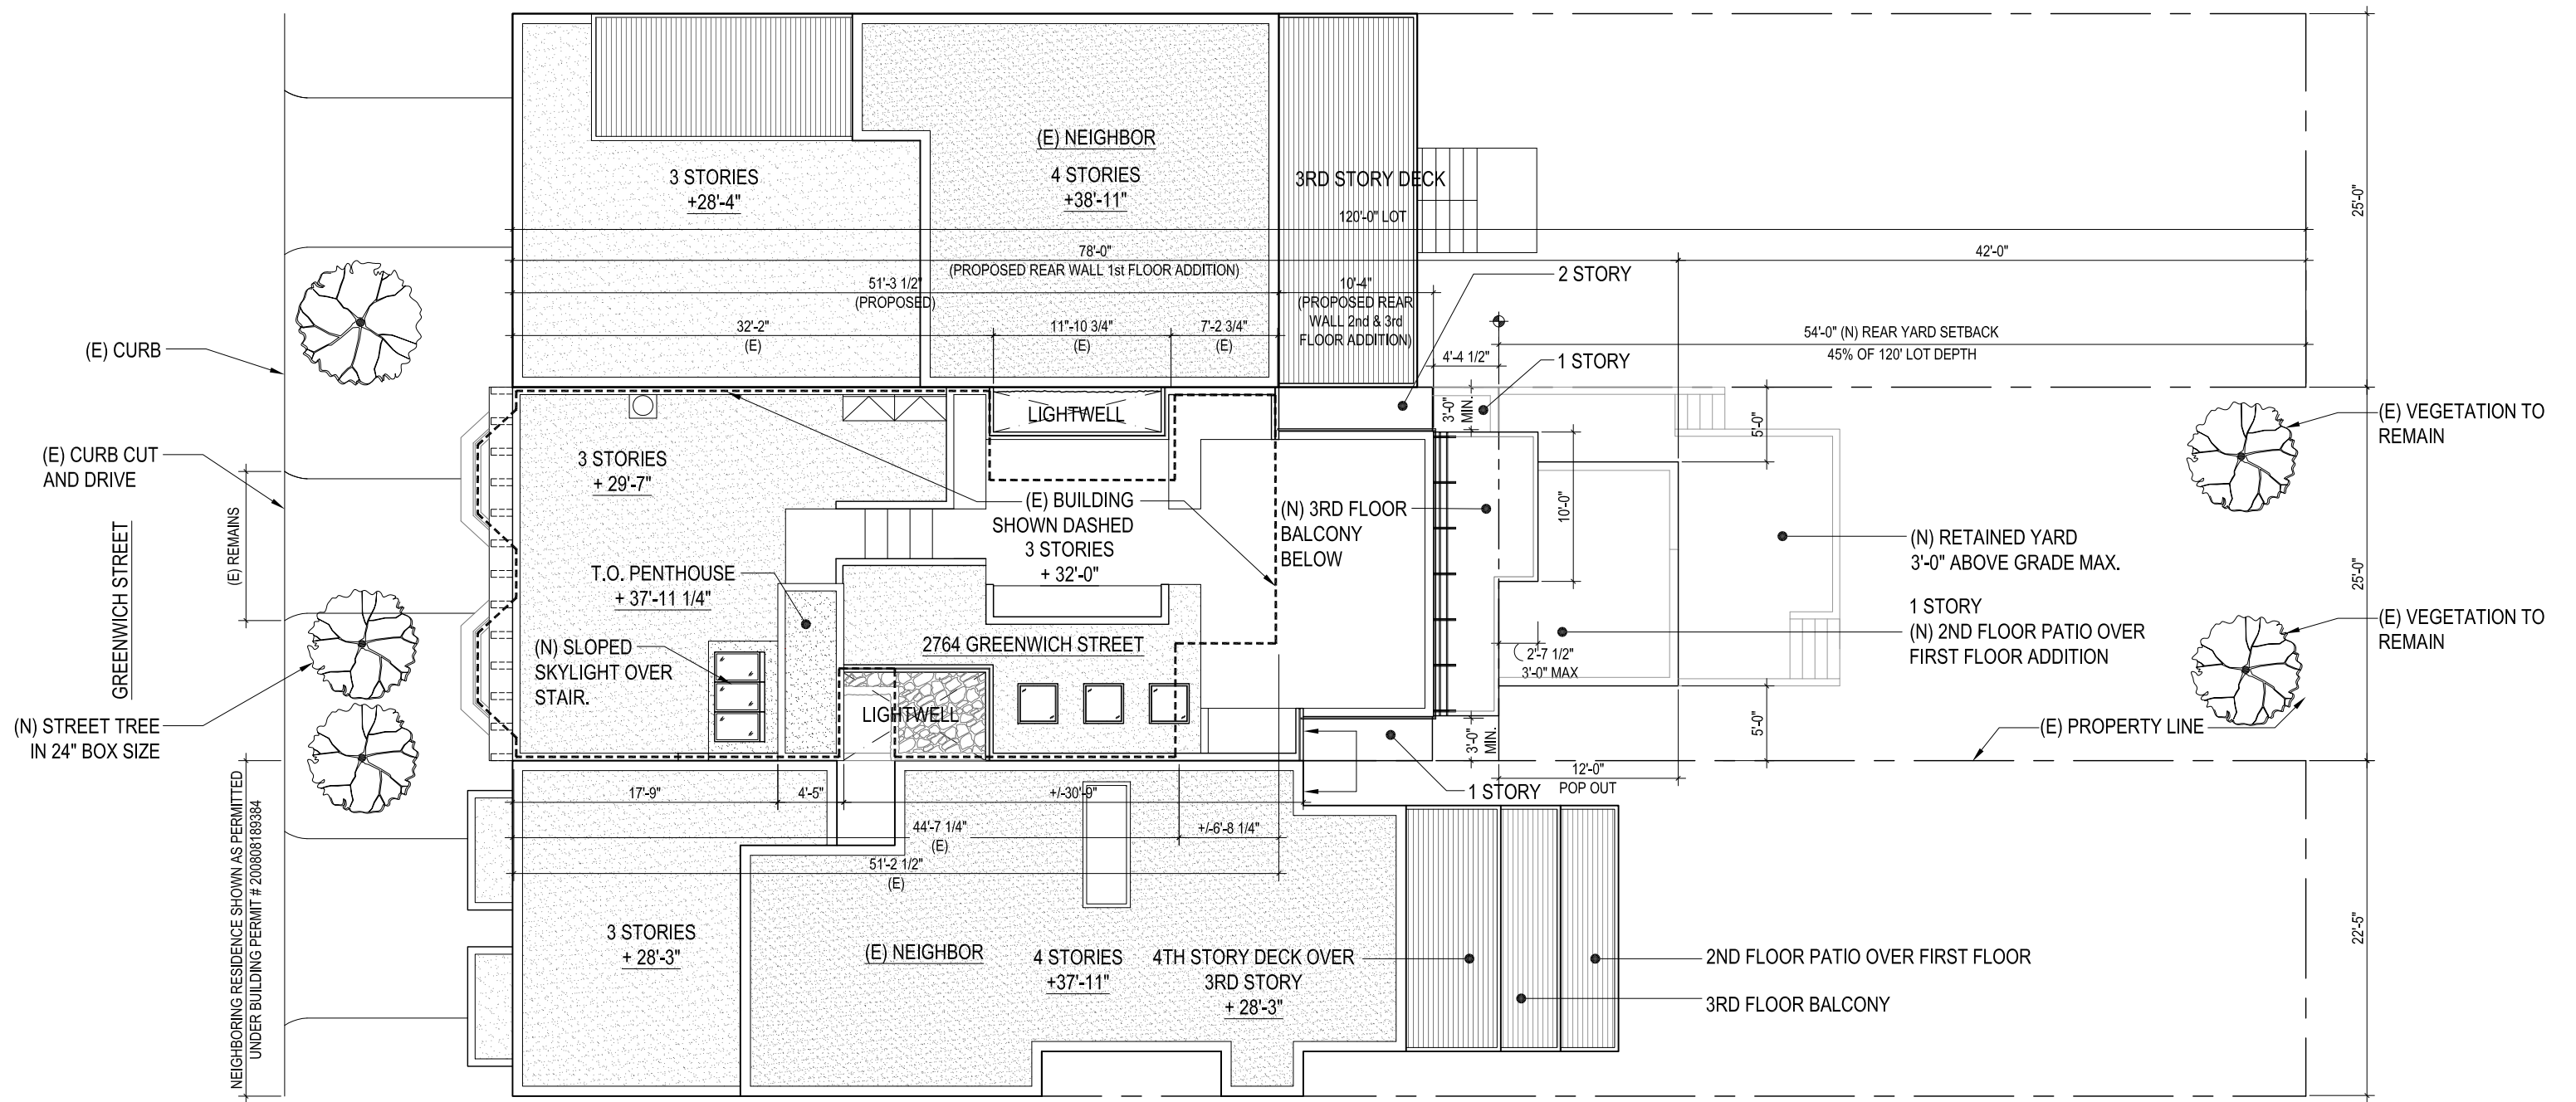 (E) NEIGHBOR
4 STORIES
+38'-11"
3 STORIES
+28'-4"
3RD STORY DECK
120'-0" LOT
25'-0"
78'-0"
(PROPOSED REAR WALL 1st FLOOR ADDITION)
42'-0"
51'-3 1/2"
(PROPOSED)
10'-4"
(PROPOSED REAR
WALL 2nd & 3rd
FLOOR ADDITION)
2 STORY
32'-2"
(E)
11"-10 3/4"
(E)
7'-2 3/4"
(E)
4'-4 1/2"
1 STORY
54'-0" (N) REAR YARD SETBACK
45% OF 120' LOT DEPTH
(E) CURB
(E) CURB CUT
AND DRIVE
(E) REMAINS
GREENWICH STREET
(N) STREET TREE
IN 24" BOX SIZE
LIGHTWELL
3'-0"
MIN.
5'-0"
(E) VEGETATION TO
REMAIN
3 STORIES
+ 29'-7"
(E) BUILDING
SHOWN DASHED
3 STORIES
+ 32'-0"
(N) 3RD FLOOR
BALCONY
BELOW
10'-0"
(N) RETAINED YARD
3'-0" ABOVE GRADE MAX.
25'-0"
T.O. PENTHOUSE
+ 37'-11 1/4"
1 STORY
(N) 2ND FLOOR PATIO OVER
FIRST FLOOR ADDITION
(E) VEGETATION TO
REMAIN
(N) SLOPED
SKYLIGHT OVER
STAIR.
2764 GREENWICH STREET
2'-7 1/2"
3'-0" MAX
LIGHTWELL
3'-0"
MIN.
5'-0"
(E) PROPERTY LINE
12'-0"
POP OUT
1 STORY
17'-9"
4'-5"
+/-30'-9"
44'-7 1/4"
(E)
+/-6'-8 1/4"
51'-2 1/2"
(E)
NEIGHBORING RESIDENCE SHOWN AS PERMITTED
UNDER BUILDING PERMIT # 200808189384
3 STORIES
+ 28'-3"
(E) NEIGHBOR
4 STORIES
+37'-11"
4TH STORY DECK OVER
3RD STORY
+ 28'-3"
2ND FLOOR PATIO OVER FIRST FLOOR
3RD FLOOR BALCONY
22'-5"